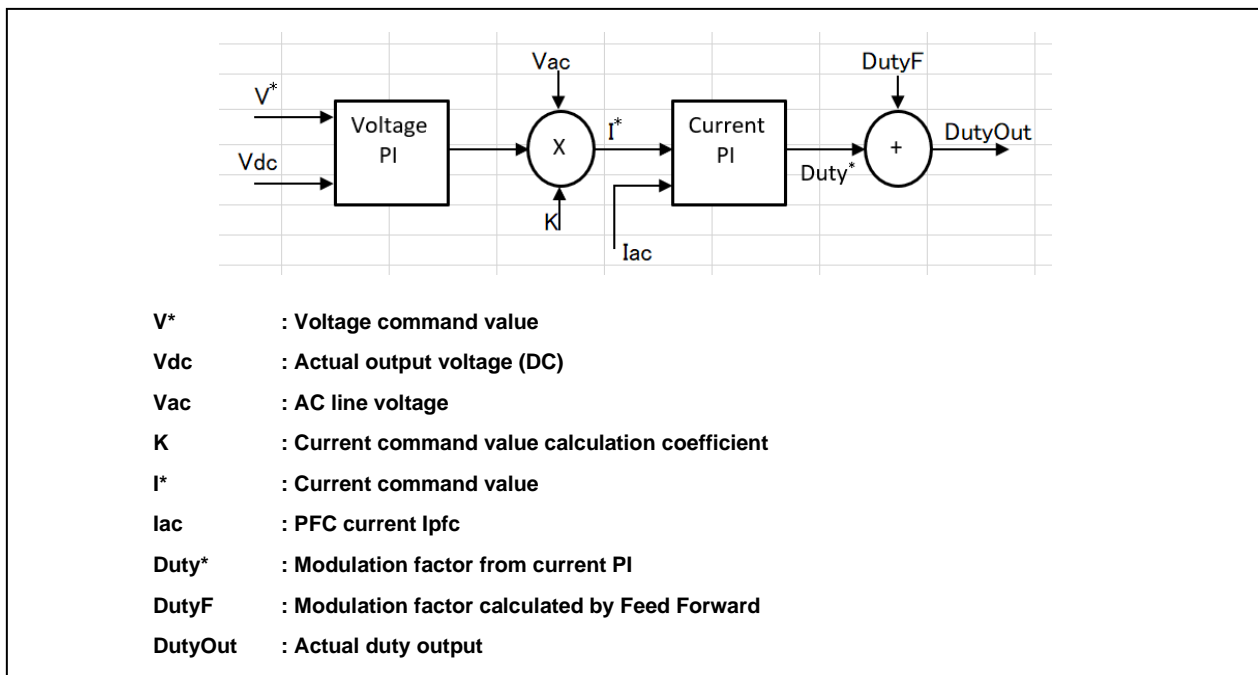 Vac
DutyF
V*
Voltage
PI
X
I*
Current
PI
+
DutyOut
Vdc
Duty*
K
Iac
V* : Voltage command value
Vdc : Actual output voltage (DC)
Vac : AC line voltage
K : Current command value calculation coefficient
I* : Current command value
Iac : PFC current Ipfc
Duty* : Modulation factor from current PI
DutyF : Modulation factor calculated by Feed Forward
DutyOut : Actual duty output